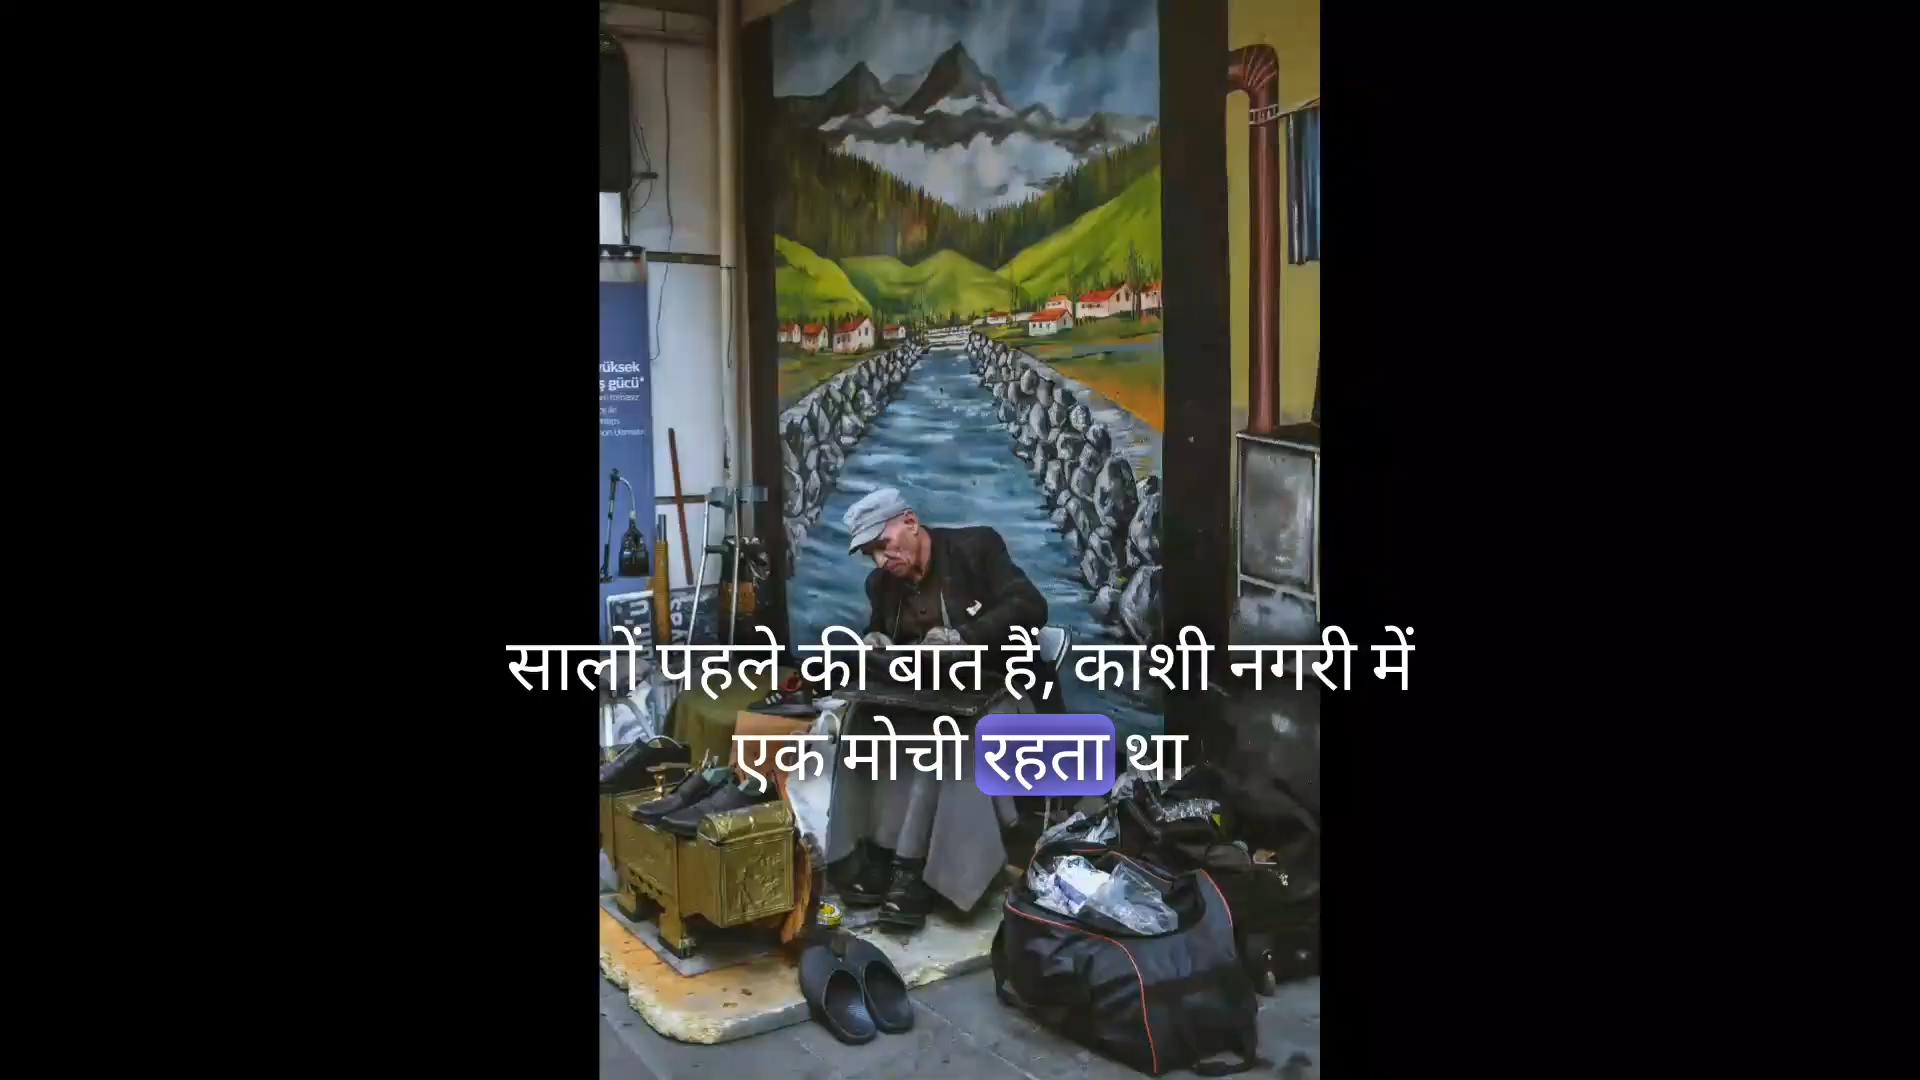 yüksek
ş gücü*
सालों पहले की बात हैं, काशी नगरी में
एक मोची रहता था